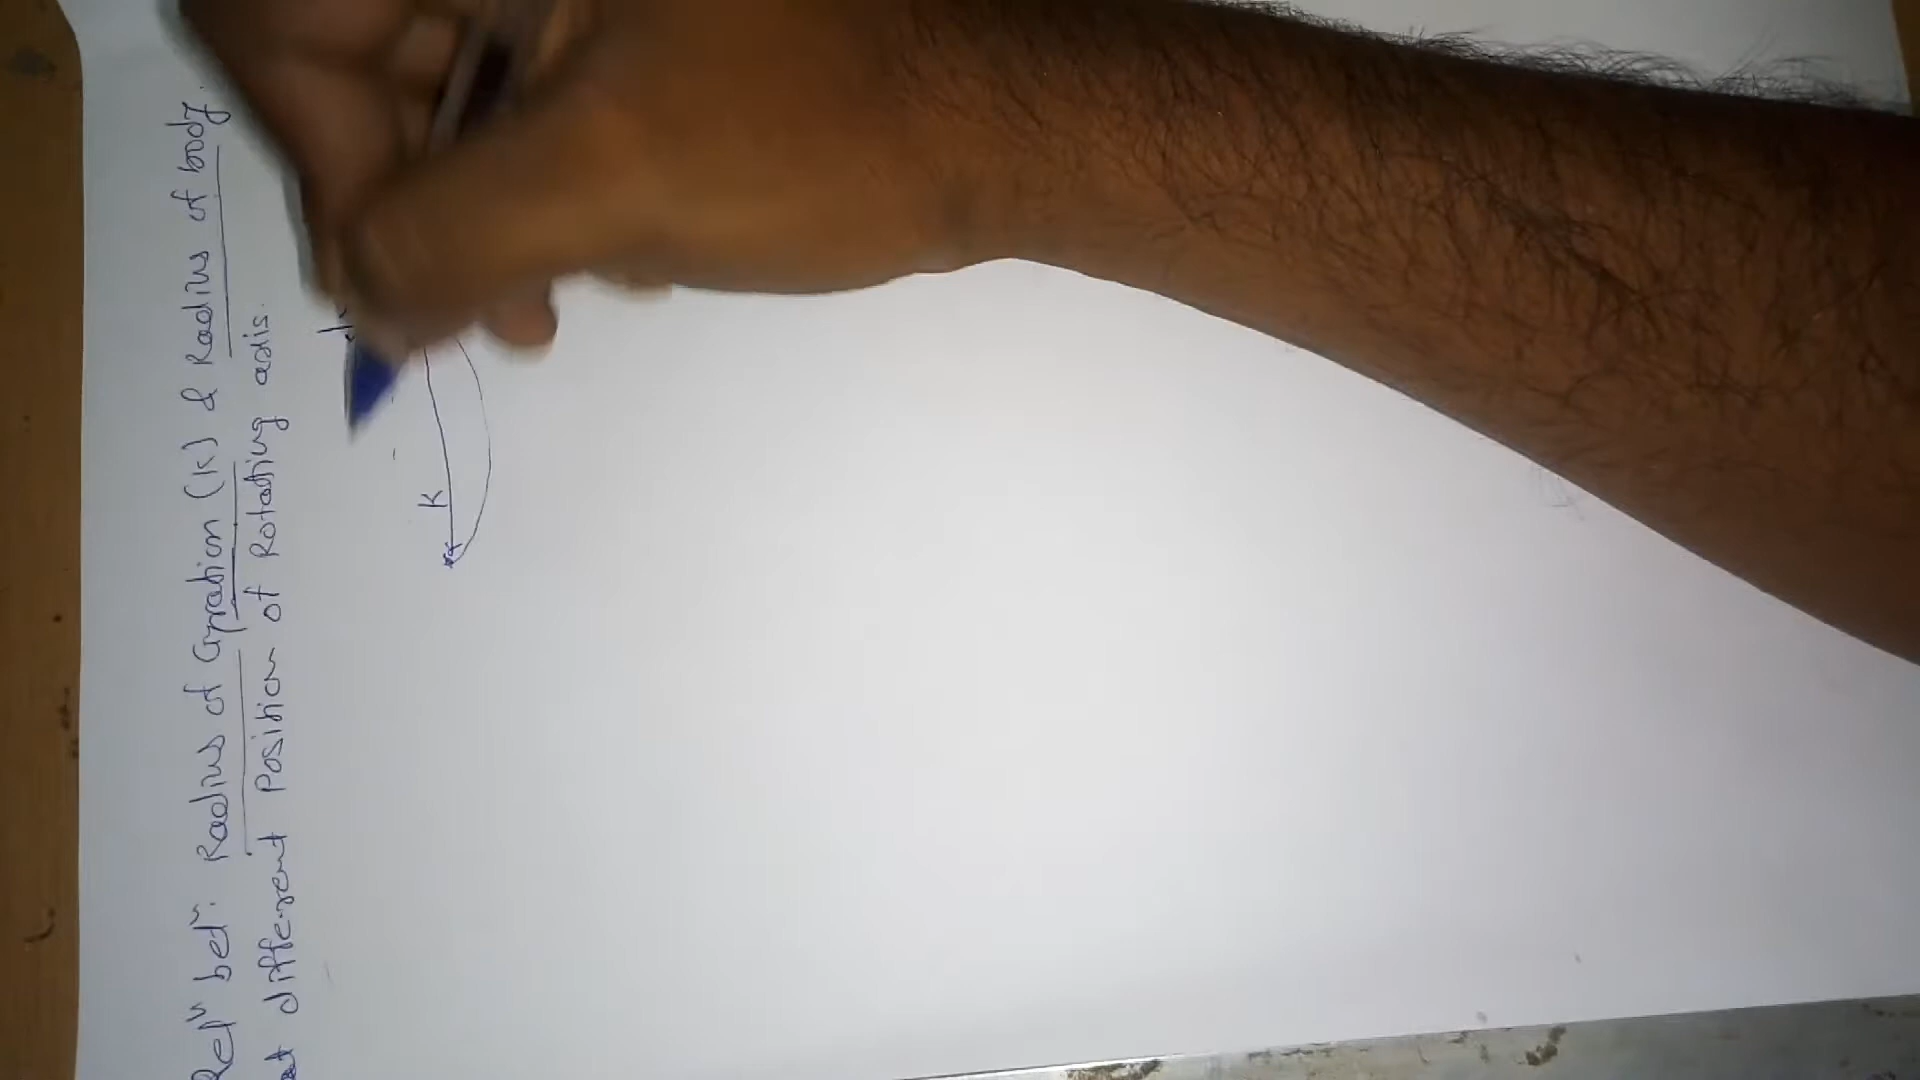 Relⁿ betⁿ: Radius of Gyration (K) & Radius of body.
at different Position of Rotating axis.
K